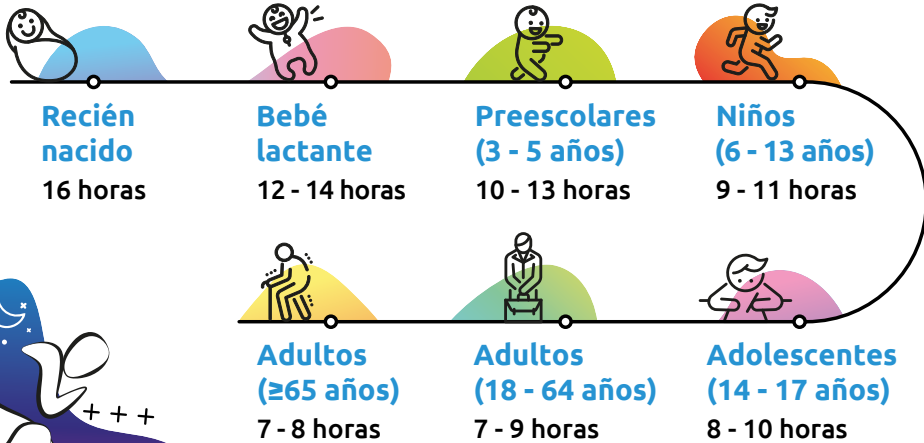 Recién
nacido
16 horas
Bebé
lactante
12 - 14 horas
Preescolares
(3 - 5 años)
10 - 13 horas
Niños
(6 - 13 años)
9 - 11 horas
Adolescentes
(14 - 17 años)
8 - 10 horas
Adultos
(18 - 64 años)
7 - 9 horas
Adultos
(≥65 años)
7 - 8 horas